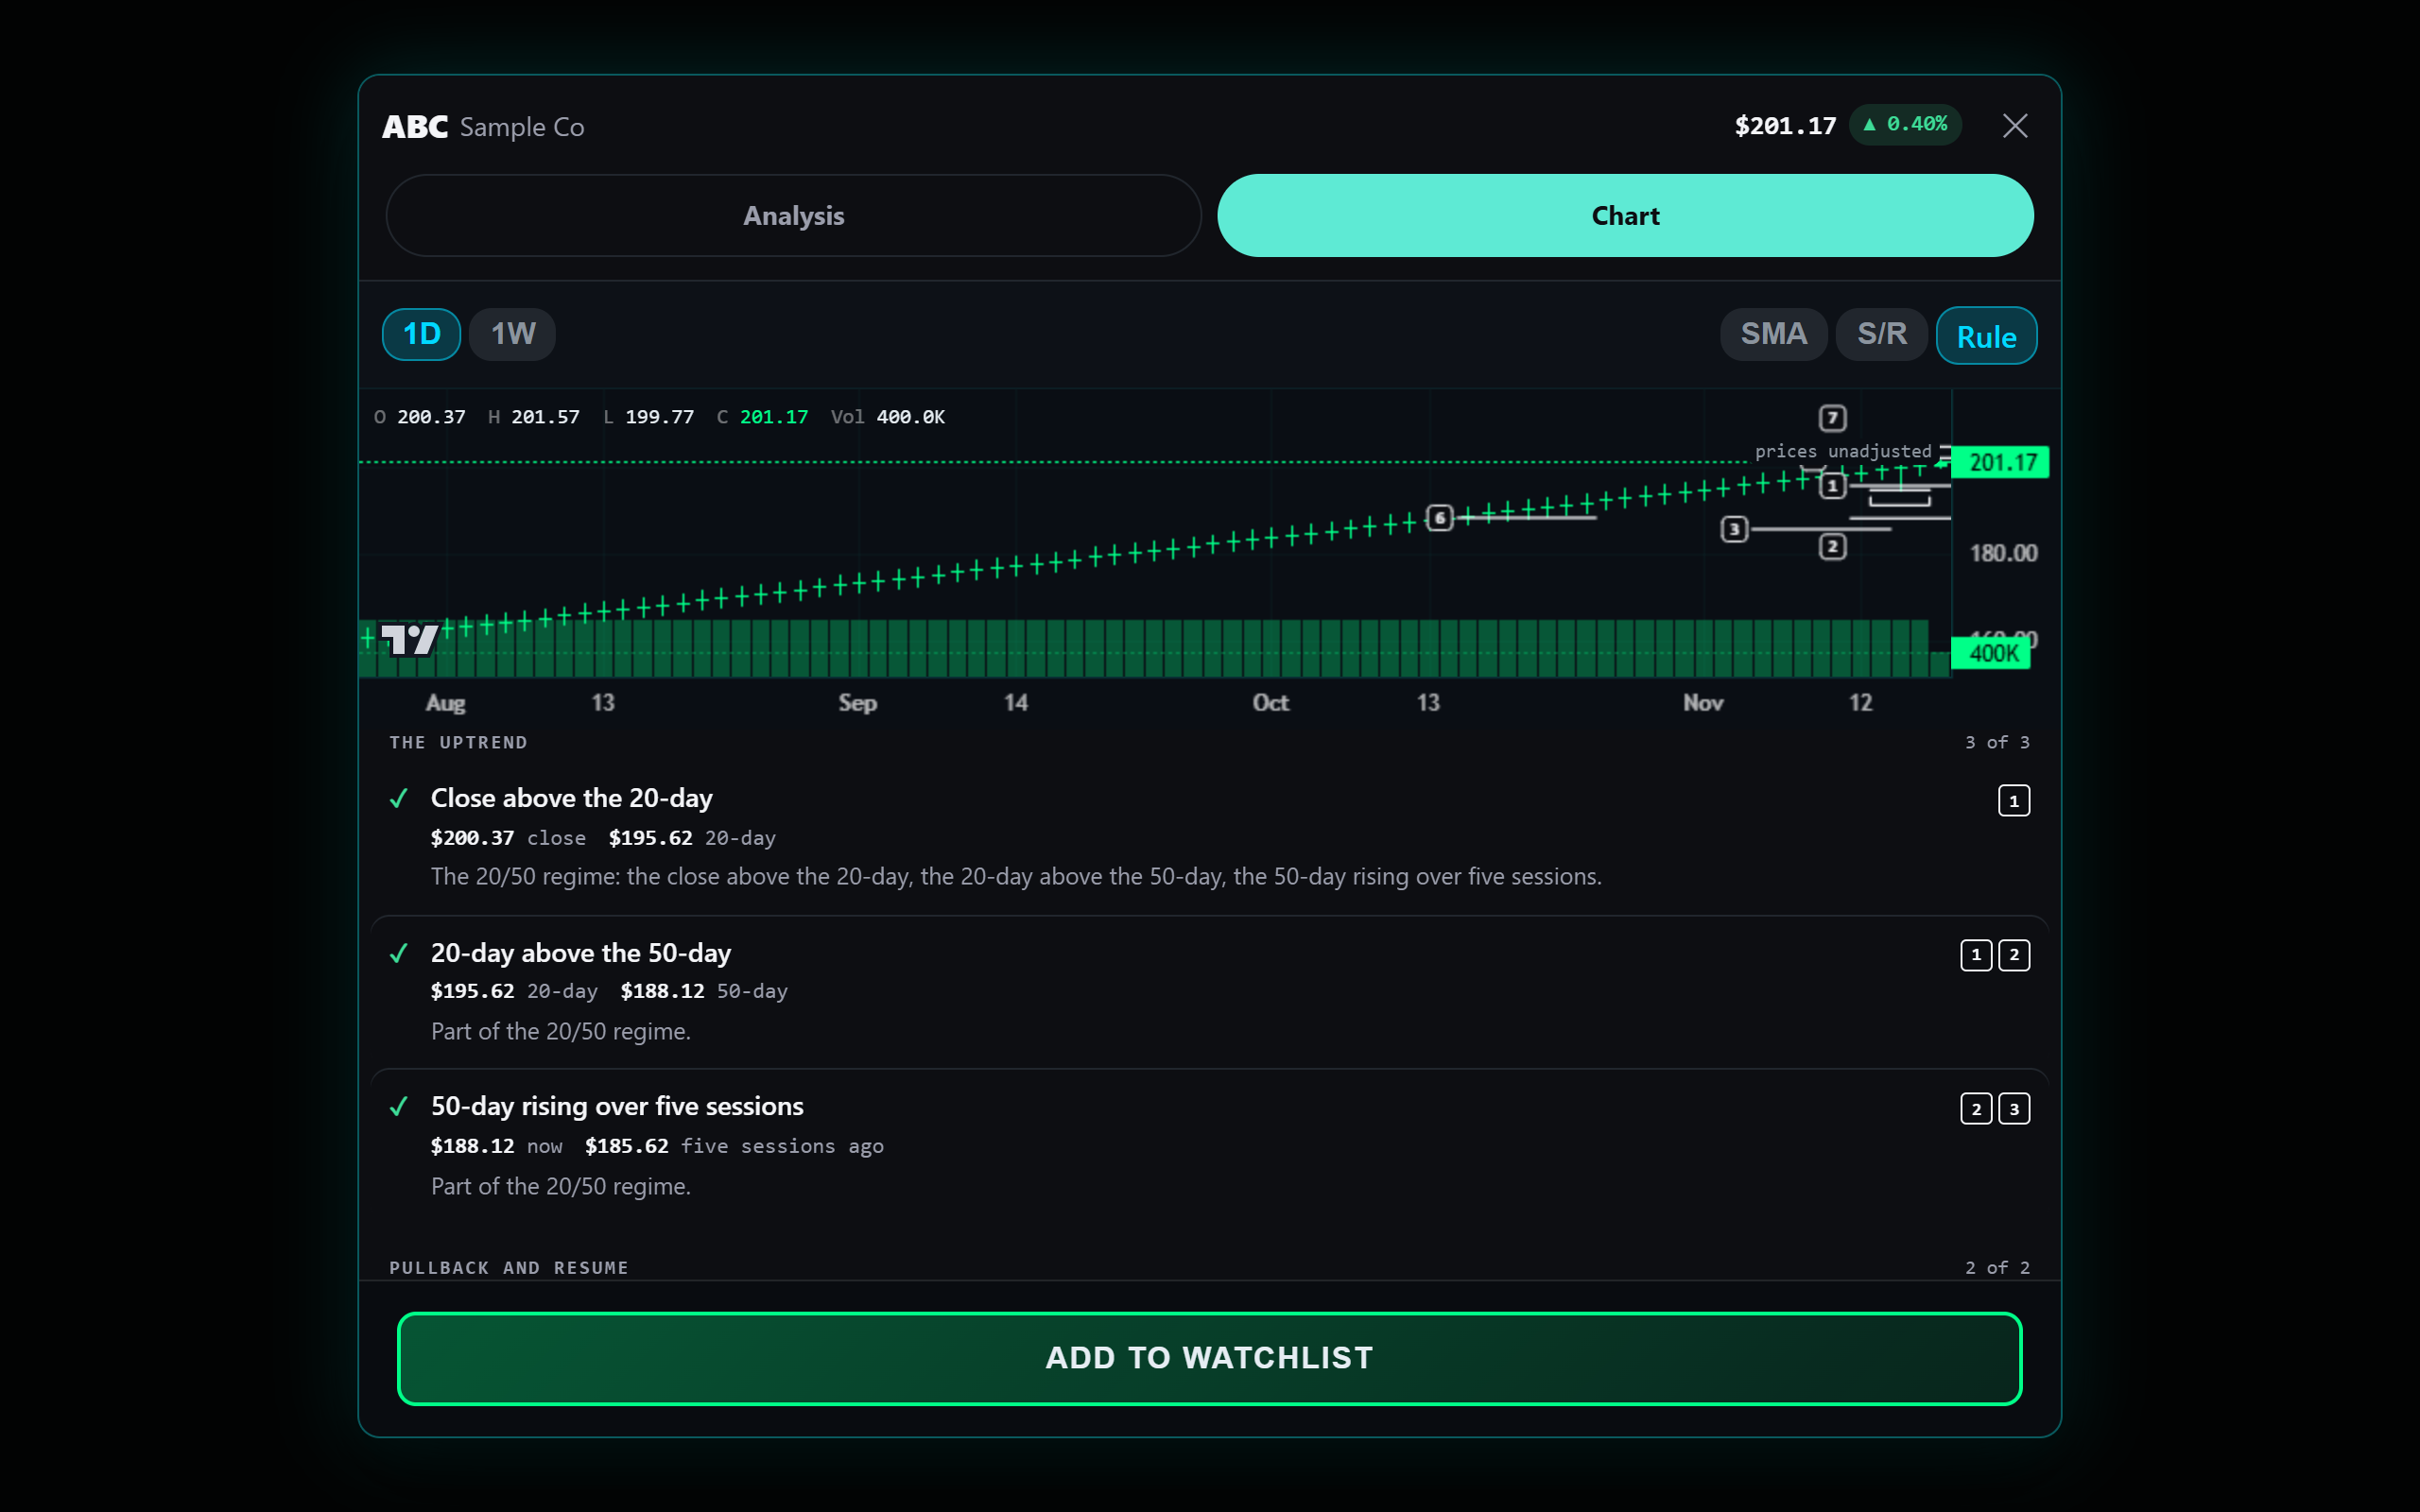 ABC Sample Co $201.17 ▲ 0.40%
Analysis Chart
1D 1W SMA S/R Rule
O 200.37 H 201.57 L 199.77 C 201.17 Vol 400.0K
7
prices unadjusted
201.17
1
6
3
2
180.00
400K
Aug 13 Sep 14 Oct 13 Nov 12
THE UPTREND 3 of 3
✓ Close above the 20-day 1
$200.37 close $195.62 20-day
The 20/50 regime: the close above the 20-day, the 20-day above the 50-day, the 50-day rising over five sessions.
✓ 20-day above the 50-day 1 2
$195.62 20-day $188.12 50-day
Part of the 20/50 regime.
✓ 50-day rising over five sessions 2 3
$188.12 now $185.62 five sessions ago
Part of the 20/50 regime.
PULLBACK AND RESUME 2 of 2
ADD TO WATCHLIST